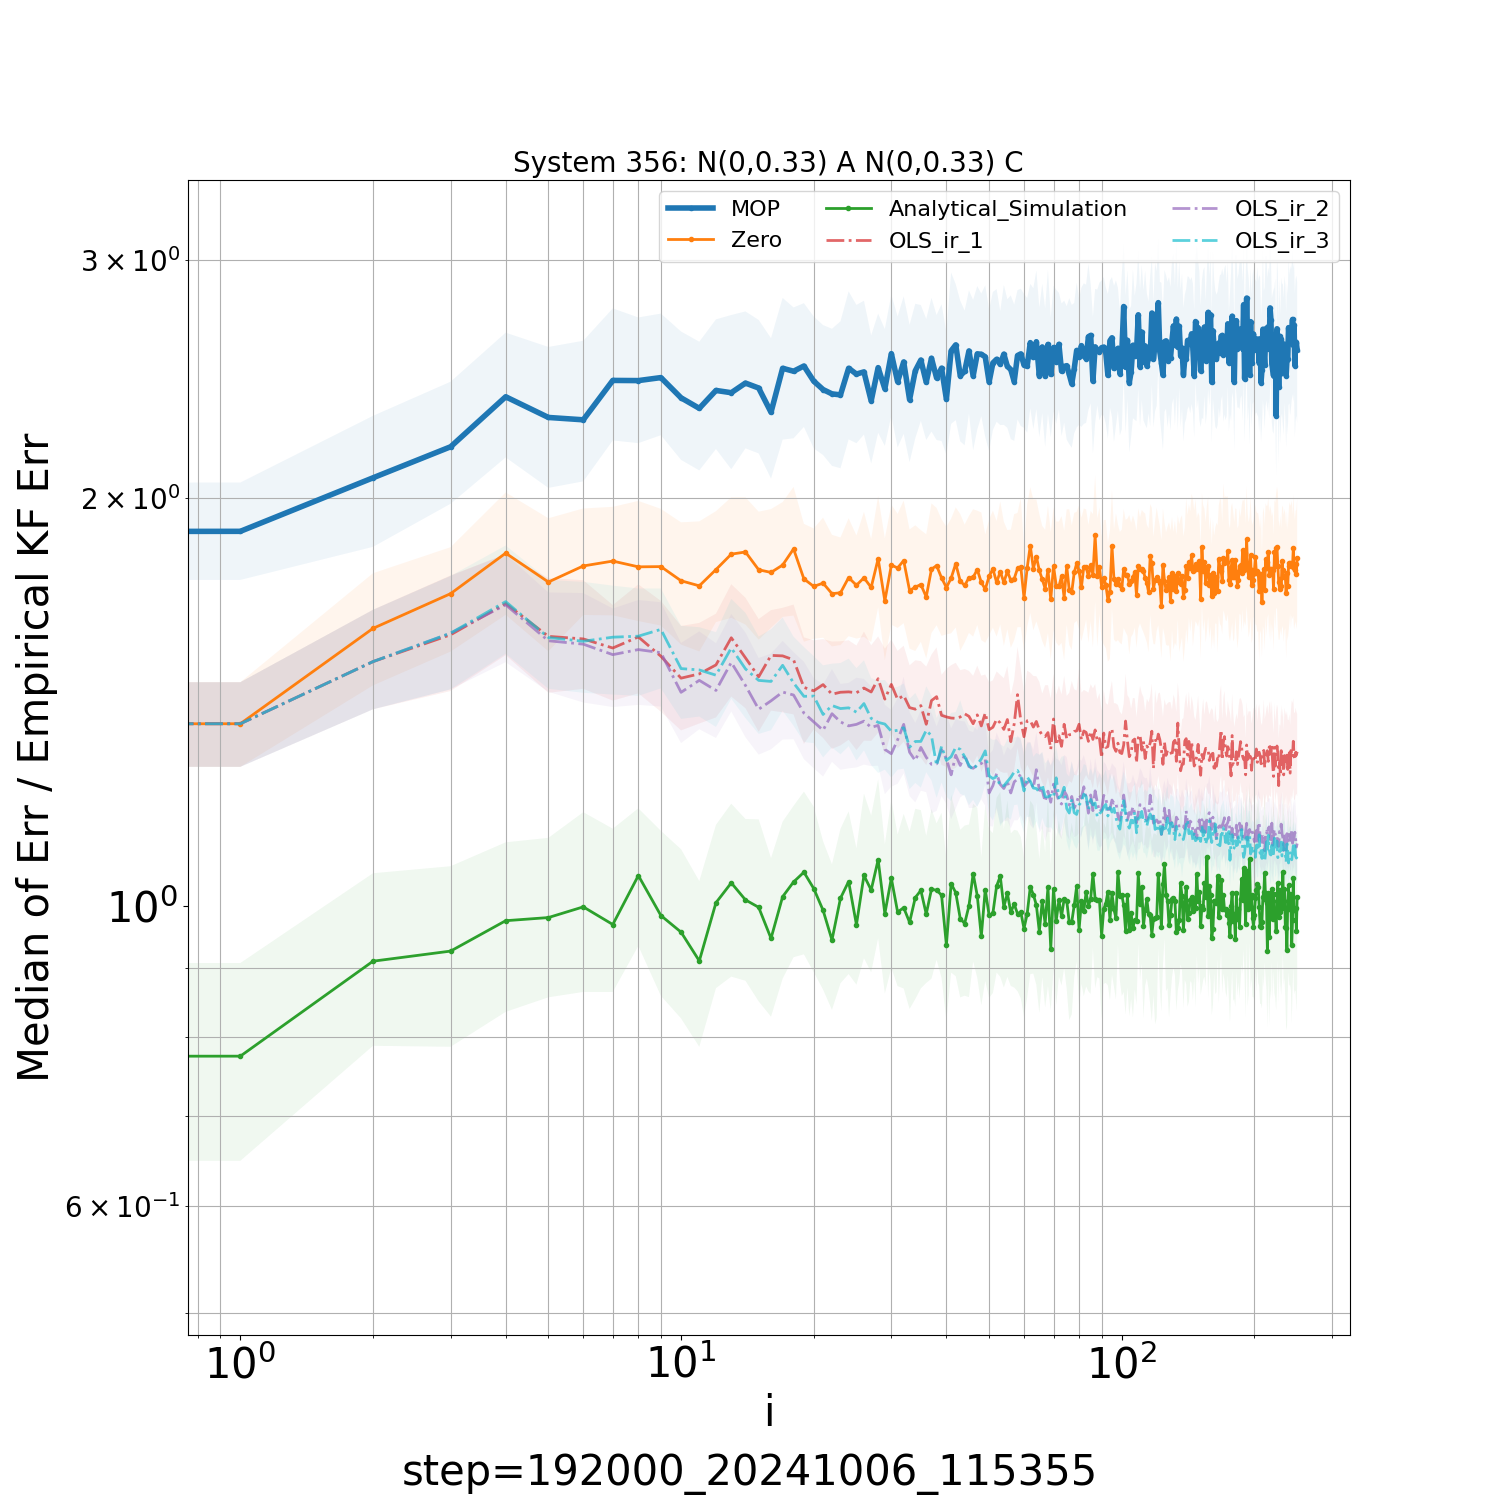 System 356: N(0,0.33) A N(0,0.33) C
MOP
Zero
Analytical_Simulation
OLS_ir_1
OLS_ir_2
OLS_ir_3
3 × 10⁰
2 × 10⁰
10⁰
6 × 10⁻¹
Median of Err / Empirical KF Err
10⁰ 10¹ 10²
i
step=192000_20241006_115355